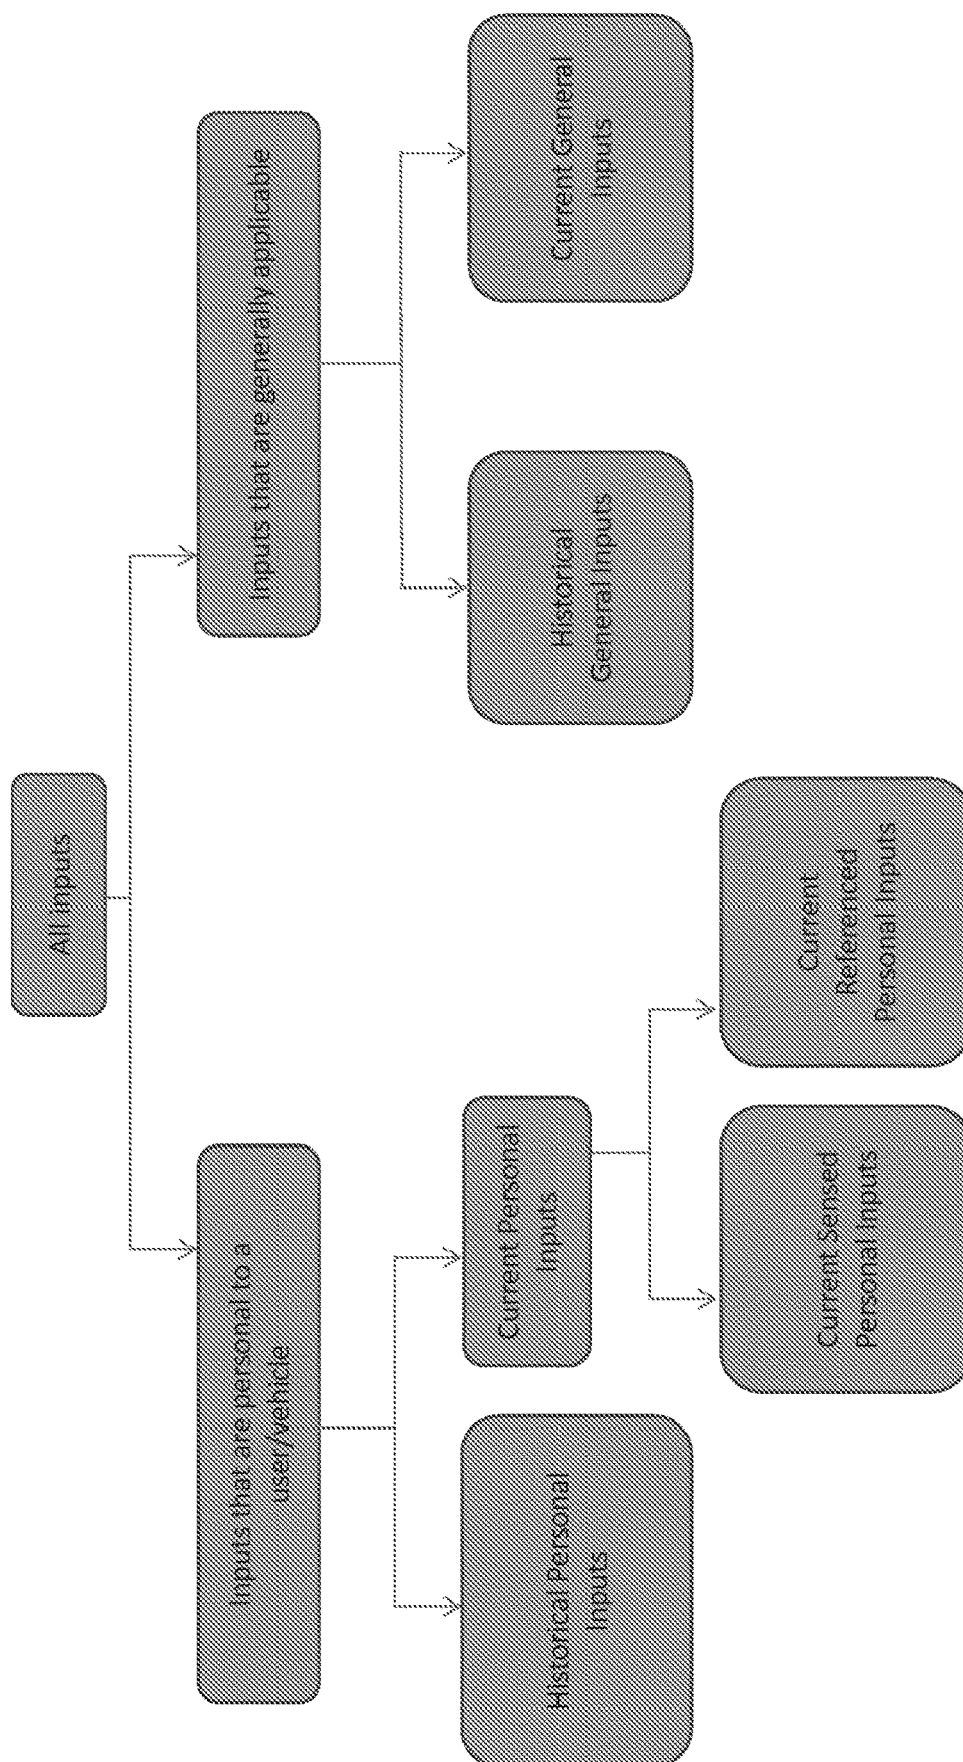 All inputs
Inputs that are personal to a
user/vehicle
Inputs that are generally applicable
Historical Personal
Inputs
Current Personal
Inputs
Historical
General Inputs
Current General
Inputs
Current Sensed
Personal Inputs
Current
Referenced
Personal Inputs